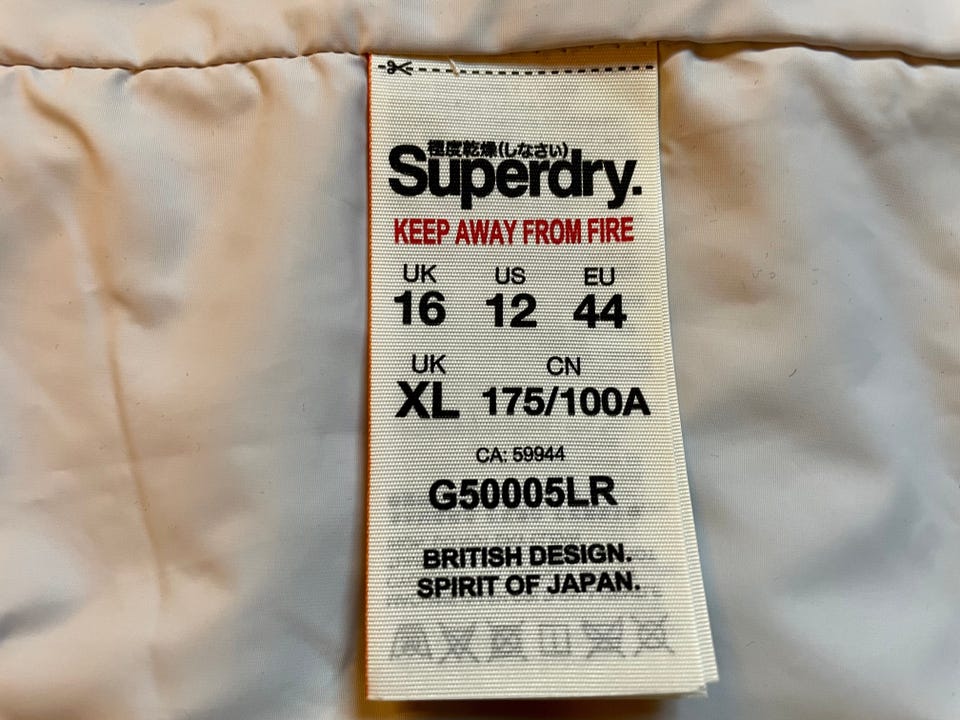 極度乾燥(しなさい)
Superdry.
KEEP AWAY FROM FIRE
UK US EU
16 12 44
UK CN
XL 175/100A
CA: 59944
G50005LR
BRITISH DESIGN.
SPIRIT OF JAPAN.